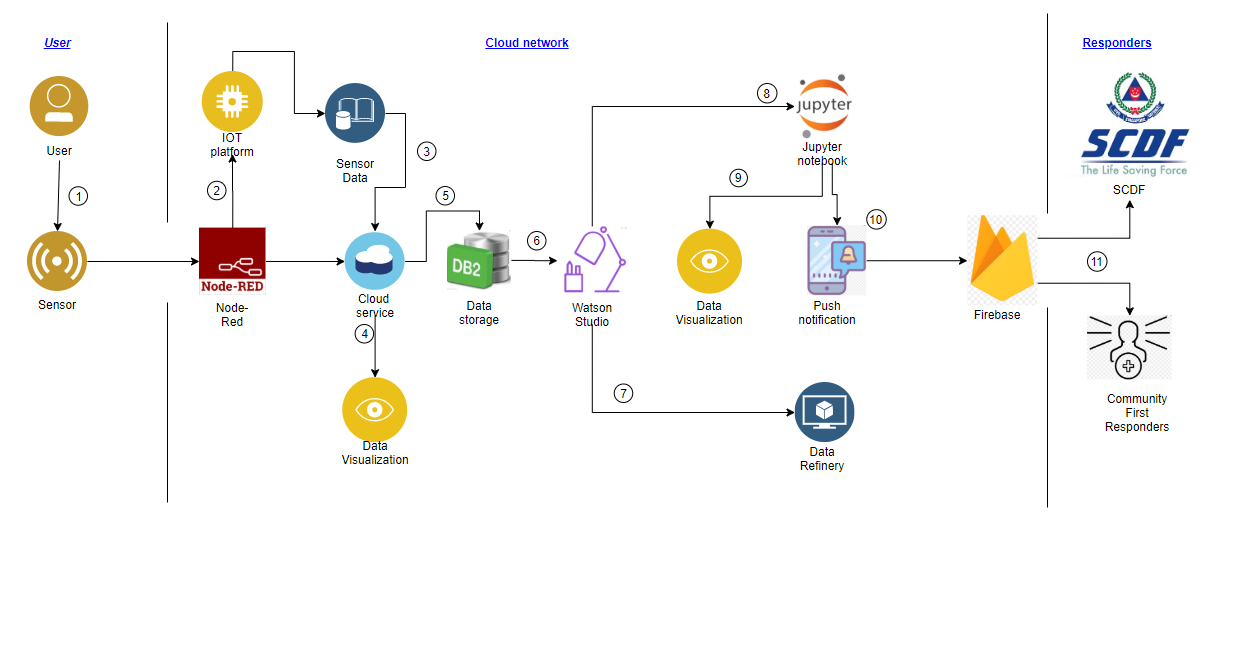 User
Cloud network
Responders
User
1
IOT
platform
2
Sensor
Data
3
Sensor
Node-RED
Node-
Red
Cloud
service
4
Data
Visualization
5
DB2
Data
storage
6
Watson
Studio
7
Data
Refinery
8
jupyter
Jupyter
notebook
9
Data
Visualization
10
Push
notification
Firebase
11
SCDF
The Life Saving Force
SCDF
Community
First
Responders